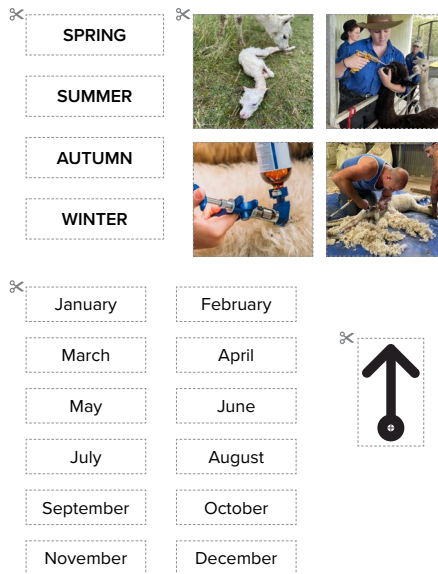 SPRING
SUMMER
AUTUMN
WINTER
January
February
March
April
May
June
July
August
September
October
November
December